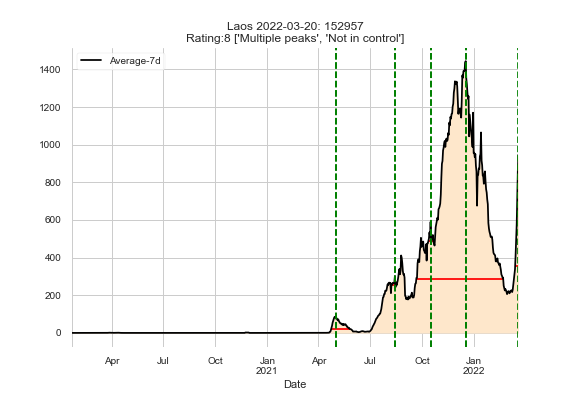 Laos 2022-03-20: 152957
Rating:8 ['Multiple peaks', 'Not in control']
Average-7d
1400
1200
1000
800
600
400
200
0
Apr
Jul
Oct
Jan
2021
Apr
Jul
Oct
Jan
2022
Date